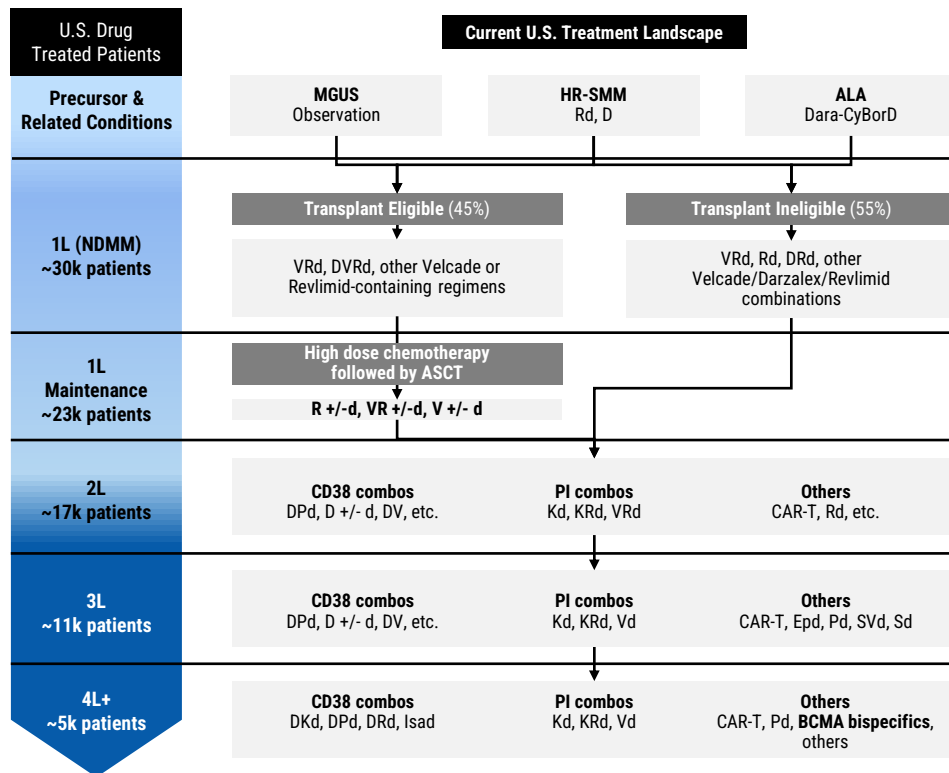 U.S. Drug
Treated Patients
Current U.S. Treatment Landscape
Precursor &
Related Conditions
MGUS
Observation
HR-SMM
Rd, D
ALA
Dara-CyBorD
1L (NDMM)
~30k patients
Transplant Eligible (45%)
Transplant Ineligible (55%)
VRd, DVRd, other Velcade or
Revlimid-containing regimens
VRd, Rd, DRd, other
Velcade/Darzalex/Revlimid
combinations
1L
Maintenance
~23k patients
High dose chemotherapy
followed by ASCT
R +/-d, VR +/-d, V +/- d
2L
~17k patients
CD38 combos
DPd, D +/- d, DV, etc.
PI combos
Kd, KRd, VRd
Others
CAR-T, Rd, etc.
3L
~11k patients
CD38 combos
DPd, D +/- d, DV, etc.
PI combos
Kd, KRd, Vd
Others
CAR-T, Epd, Pd, SVd, Sd
4L+
~5k patients
CD38 combos
DKd, DPd, DRd, Isad
PI combos
Kd, KRd, Vd
Others
CAR-T, Pd, BCMA bispecifics,
others